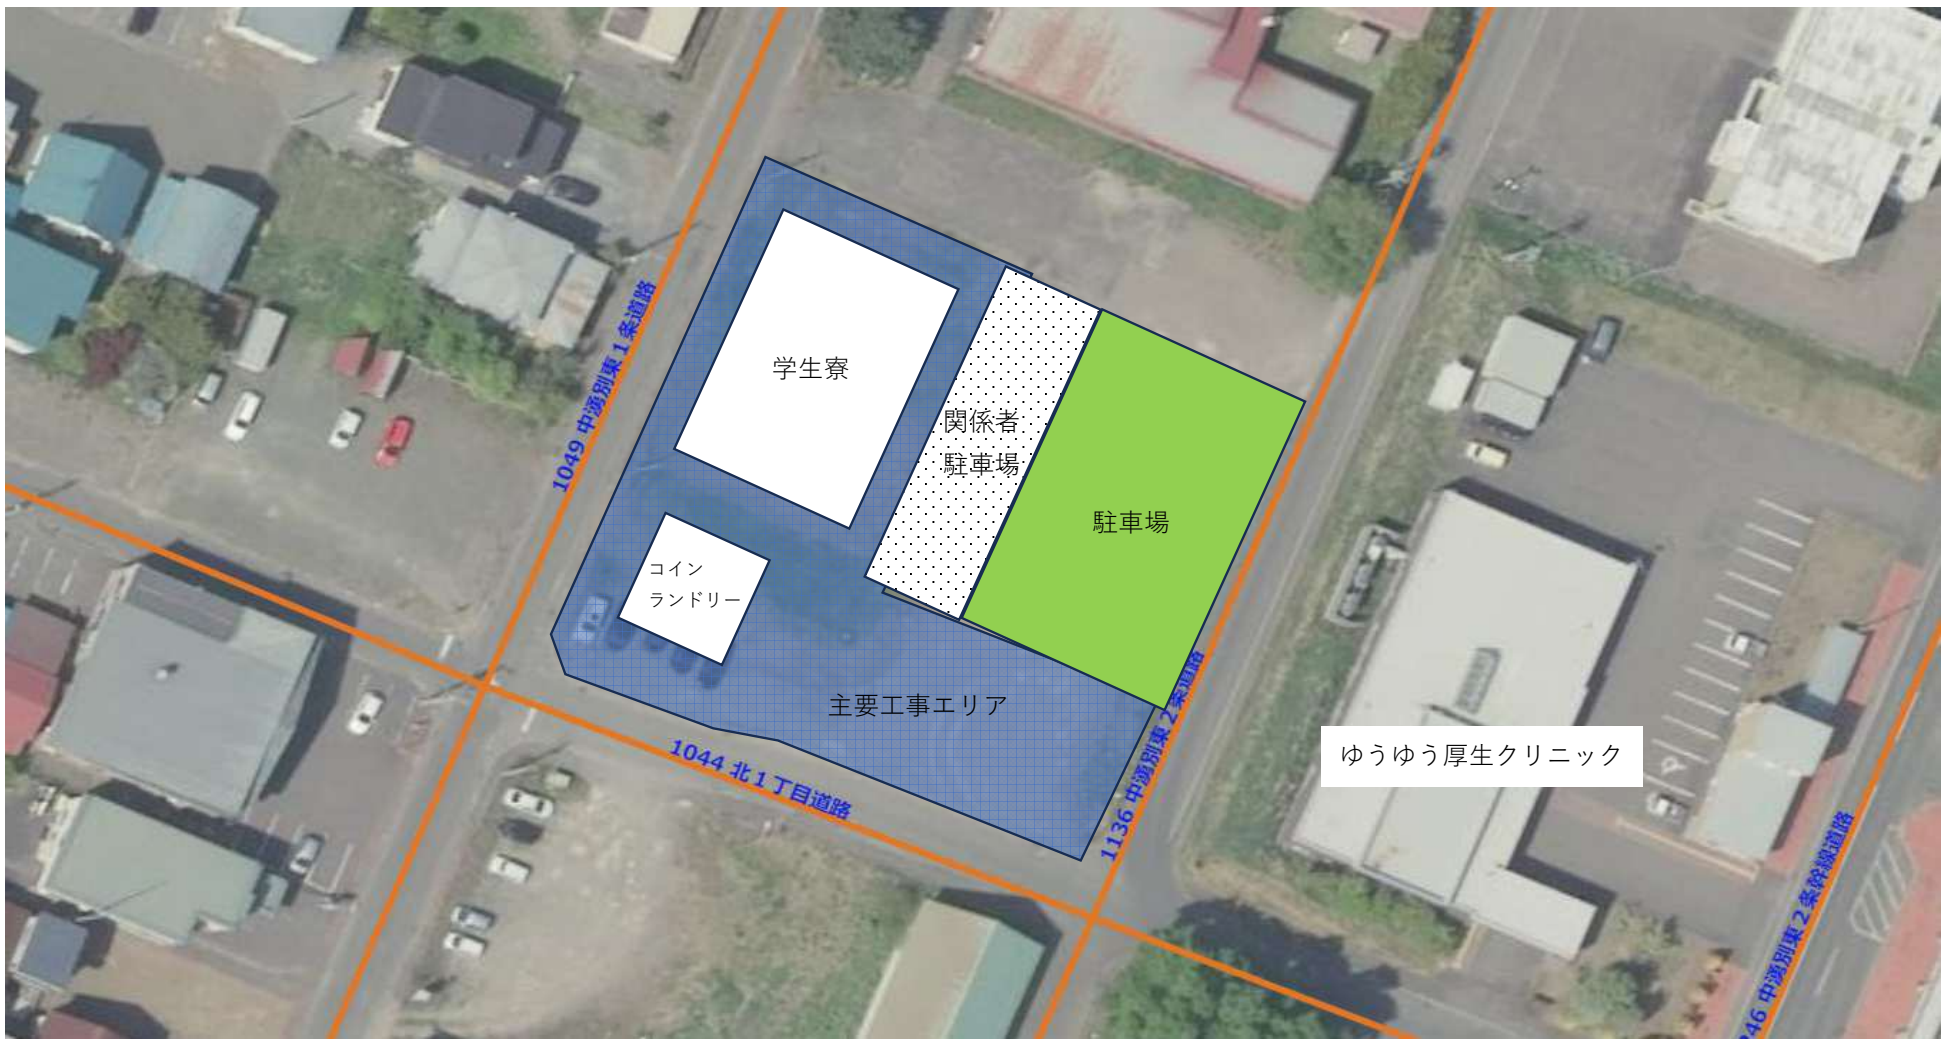 1049 中湧別東1条道路
学生寮
関係者
駐車場
駐車場
コイン
ランドリー
主要工事エリア
1044 北1丁目道路
1136 中湧別東2条道路
ゆうゆう厚生クリニック
246 中湧別東2条幹線道路